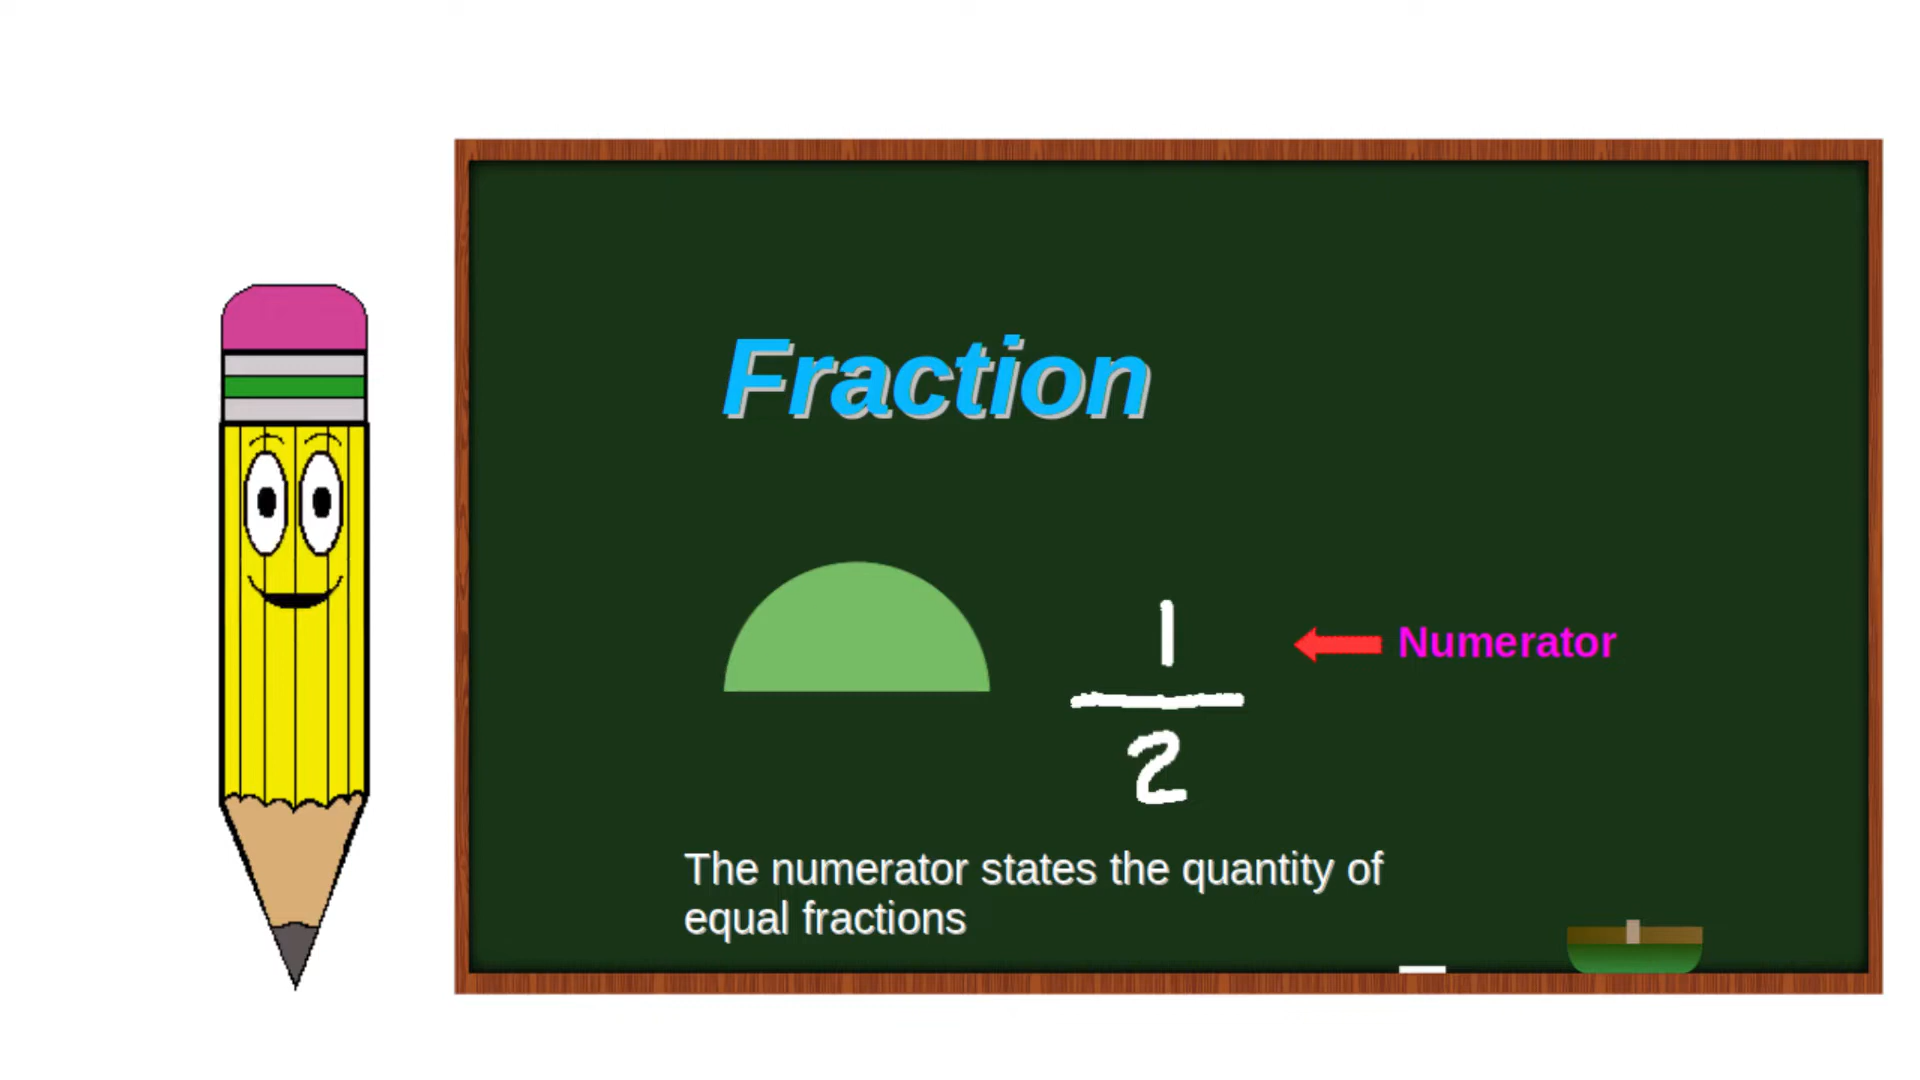 Fraction
1
Numerator
2
The numerator states the quantity of
equal fractions